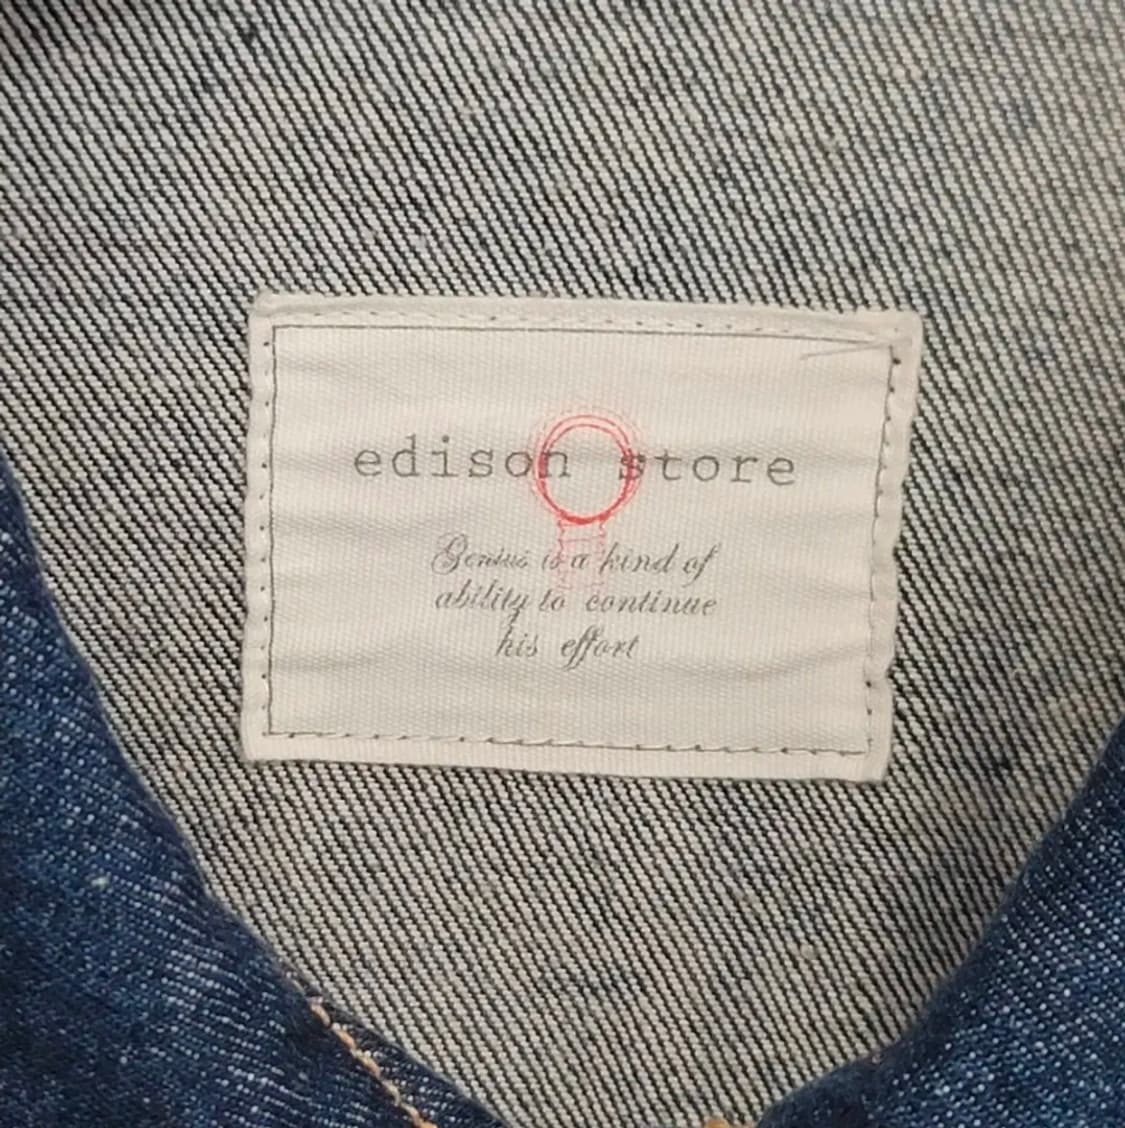 edison store
Genius is a kind of
ability to continue
his effort